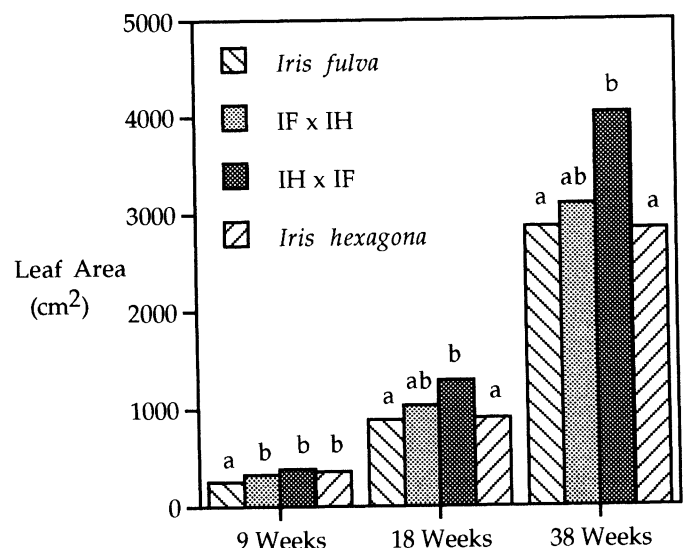 5000
4000
3000
2000
1000
0
Leaf Area
(cm2)
Iris fulva
IF x IH
IH x IF
Iris hexagona
a b b b
a ab b a
a ab b a
9 Weeks 18 Weeks 38 Weeks